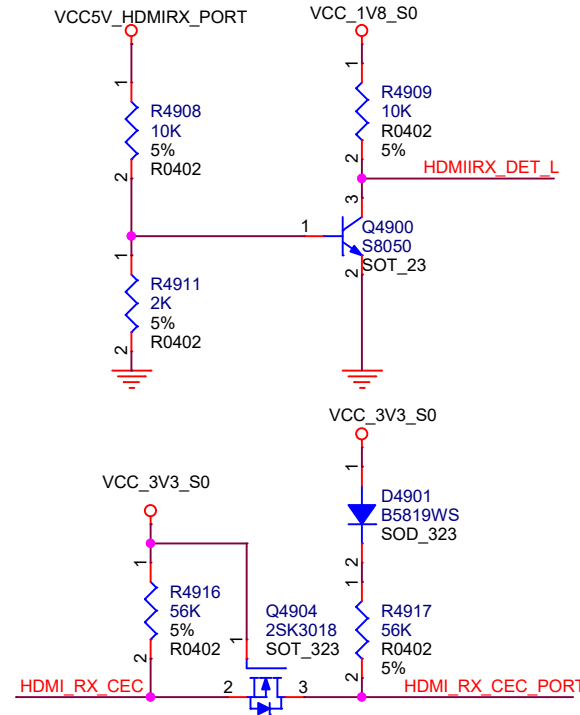 VCC5V_HDMIRX_PORT
1
R4908
10K
5%
R0402
2
1
R4911
2K
5%
R0402
2
VCC_1V8_S0
1
R4909
10K
R0402
5%
2
HDMIIRX_DET_L
3
1
Q4900
S8050
SOT_23
2
VCC_3V3_S0
1
R4916
56K
5%
R0402
2
HDMI_RX_CEC
Q4904
2SK3018
SOT_323
1
2
3
VCC_3V3_S0
1
D4901
B5819WS
SOD_323
2
1
R4917
56K
R0402
5%
2
HDMI_RX_CEC_PORT